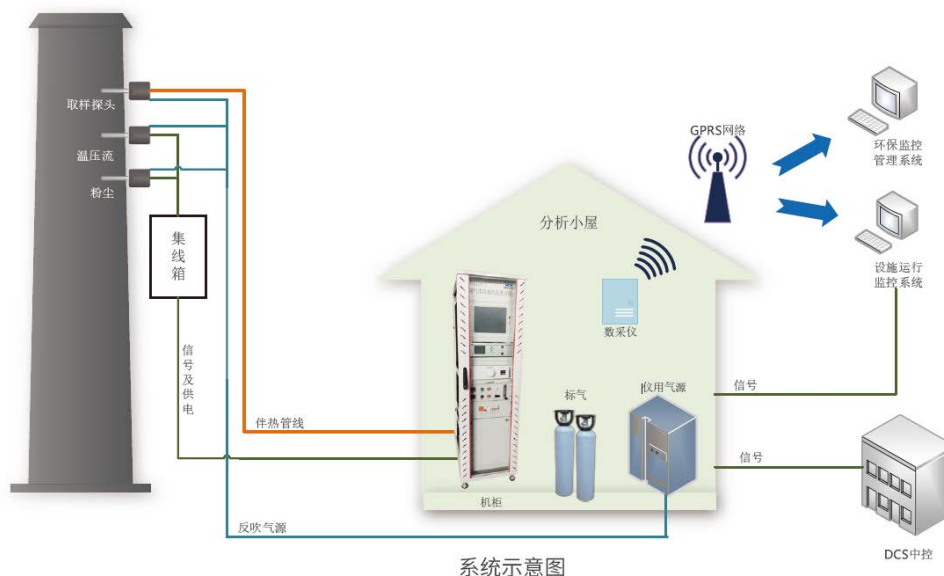 取样探头
温压流
粉尘
集线箱
信号及供电
伴热管线
反吹气源
分析小屋
数采仪
标气
仪用气源
机柜
GPRS网络
环保监控
管理系统
设施运行
监控系统
信号
信号
DCS中控
系统示意图